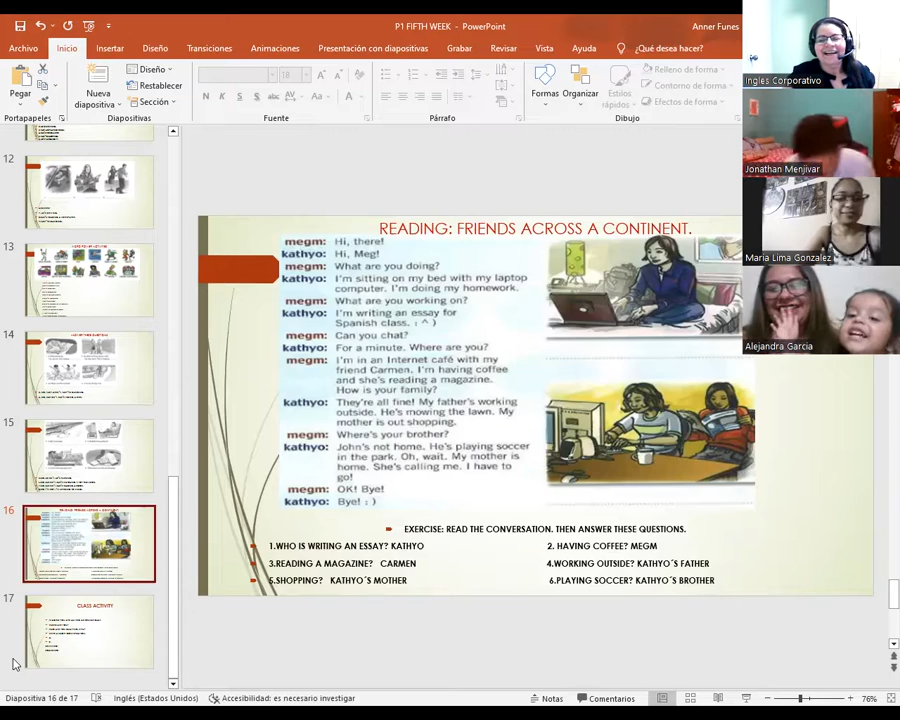 P1 FIFTH WEEK - PowerPoint
Anner Funes
Archivo
Inicio
Insertar
Diseño
Transiciones
Animaciones
Presentación con diapositivas
Grabar
Revisar
Vista
Ayuda
¿Qué desea hacer?
Pegar
Nueva
diapositiva
Diseño
Restablecer
Sección
18
N
K
S
S
abc
AV
Aa
A
Formas
Organizar
Estilos
rápidos
Relleno de forma
Contorno de forma
Efectos de forma
Portapapeles
Diapositivas
Fuente
Párrafo
Dibujo
Ingles Corporativo
Jonathan Menjivar
Maria Lima Gonzalez
Alejandra Garcia
12
13
14
15
16
17
CLASS ACTIVITY
READING: FRIENDS ACROSS A CONTINENT.
megm: Hi, there!
kathyo: Hi, Meg!
megm: What are you doing?
kathyo: I'm sitting on my bed with my laptop
computer. I'm doing my homework.
megm: What are you working on?
kathyo: I'm writing an essay for
Spanish class. : ^ )
megm: Can you chat?
kathyo: For a minute. Where are you?
megm: I'm in an Internet café with my
friend Carmen. I'm having coffee
and she's reading a magazine.
How is your family?
kathyo: They're all fine! My father's working
outside. He's mowing the lawn. My
mother is out shopping.
megm: Where's your brother?
kathyo: John's not home. He's playing soccer
in the park. Oh, wait. My mother is
home. She's calling me. I have to
go!
megm: OK! Bye!
kathyo: Bye! : )
EXERCISE: READ THE CONVERSATION. THEN ANSWER THESE QUESTIONS.
1.WHO IS WRITING AN ESSAY? KATHYO
2. HAVING COFFEE? MEGM
3.READING A MAGAZINE? CARMEN
4.WORKING OUTSIDE? KATHYO´S FATHER
5.SHOPPING? KATHYO´S MOTHER
6.PLAYING SOCCER? KATHYO´S BROTHER
Diapositiva 16 de 17
Inglés (Estados Unidos)
Accesibilidad: es necesario investigar
Notas
Comentarios
76%